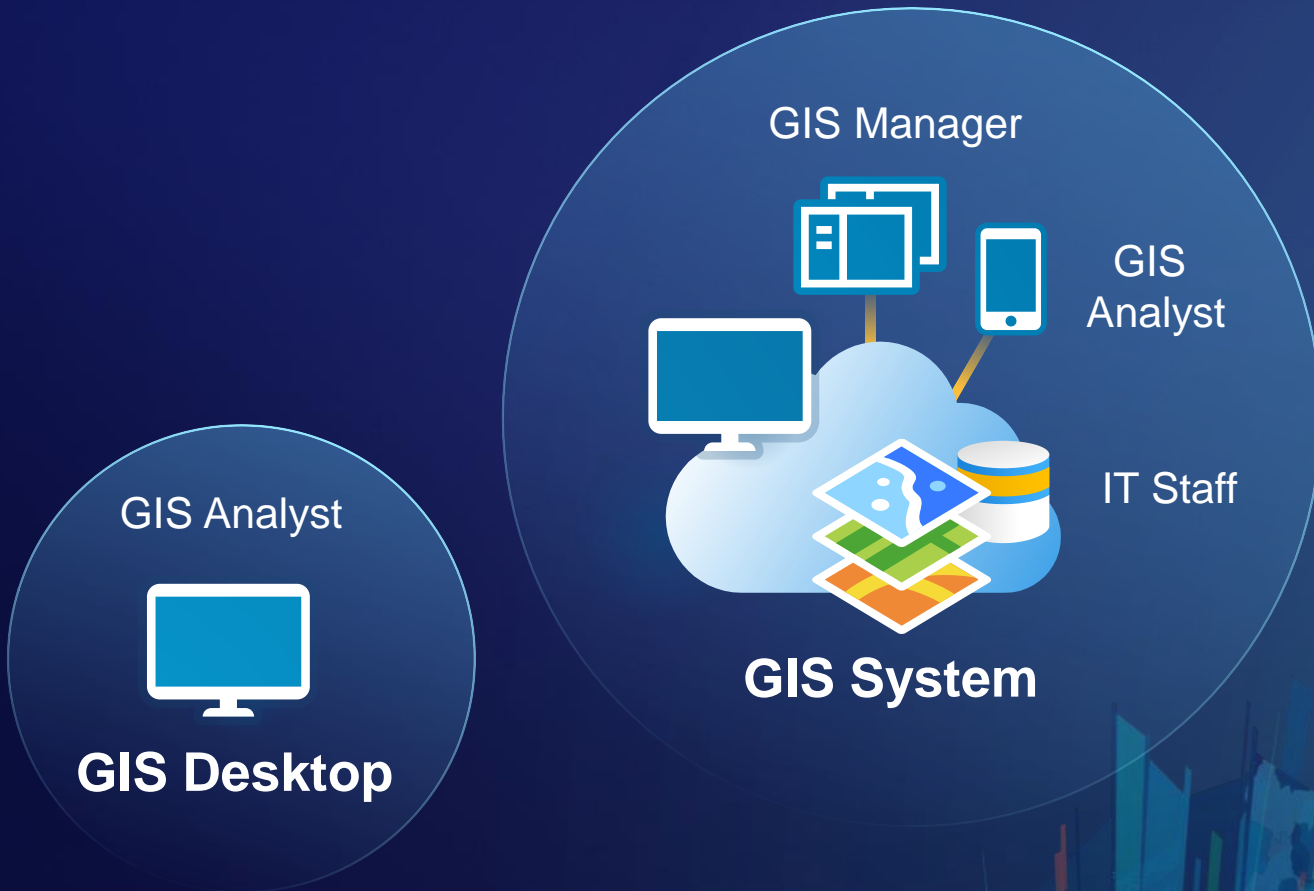 GIS Manager
GIS
Analyst
IT Staff
GIS System
GIS Analyst
GIS Desktop